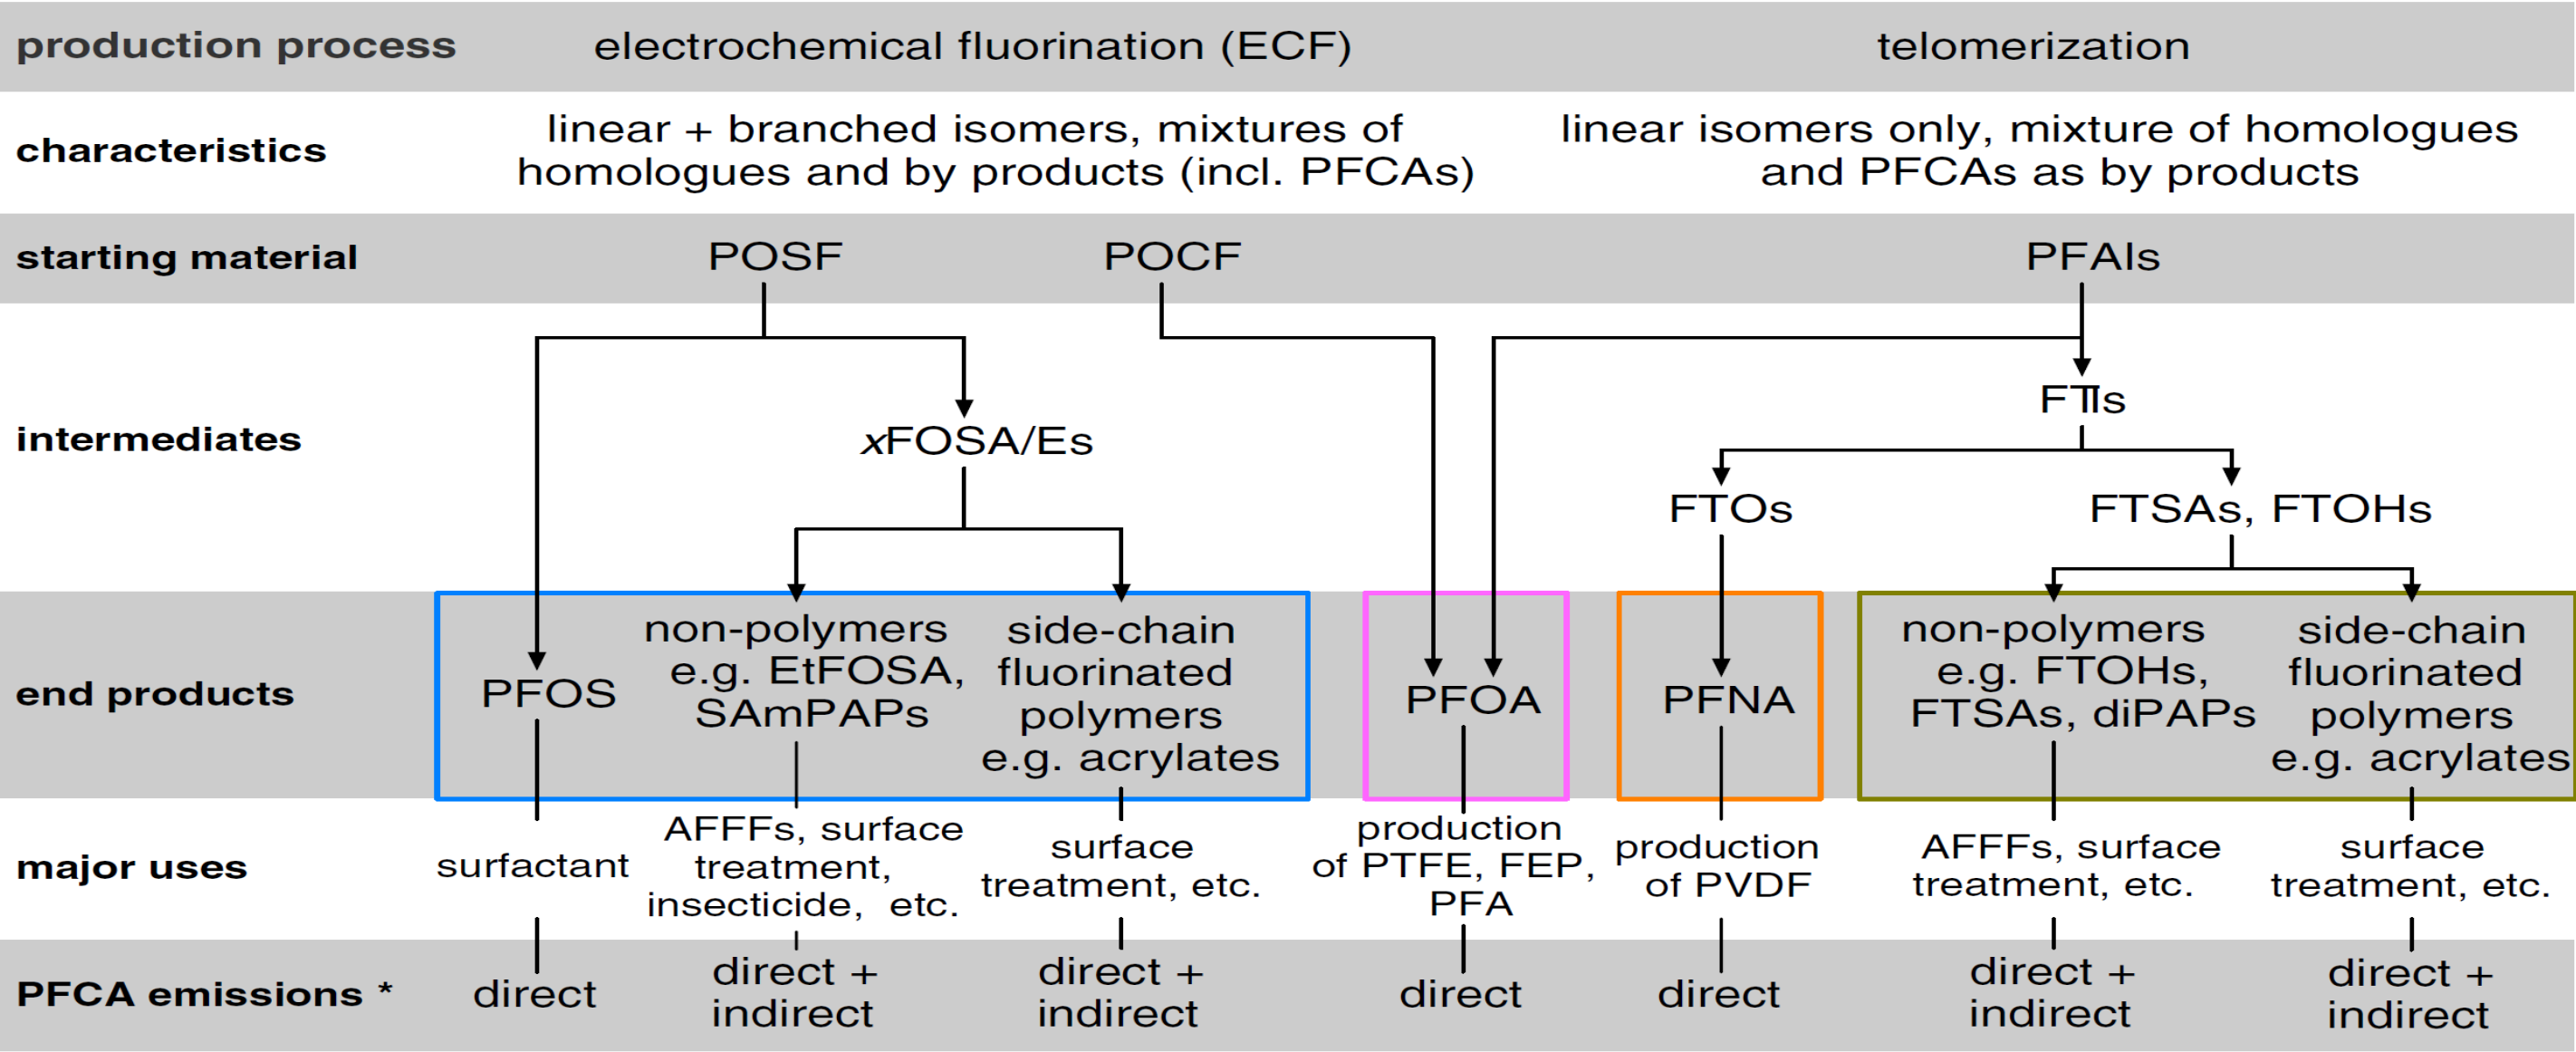 production process
electrochemical fluorination (ECF)
telomerization
characteristics
linear + branched isomers, mixtures of
homologues and by products (incl. PFCAs)
linear isomers only, mixture of homologues
and PFCAs as by products
starting material
POSF
POCF
PFAIs
intermediates
xFOSA/Es
FTIs
FTOs
FTSAs, FTOHs
end products
PFOS
non-polymers
e.g. EtFOSA,
SAmPAPs
side-chain
fluorinated
polymers
e.g. acrylates
PFOA
PFNA
non-polymers
e.g. FTOHs,
FTSAs, diPAPs
side-chain
fluorinated
polymers
e.g. acrylates
major uses
surfactant
AFFFs, surface
treatment,
insecticide, etc.
surface
treatment, etc.
production
of PTFE, FEP,
PFA
production
of PVDF
AFFFs, surface
treatment, etc.
surface
treatment, etc.
PFCA emissions *
direct
direct +
indirect
direct +
indirect
direct
direct
direct +
indirect
direct +
indirect